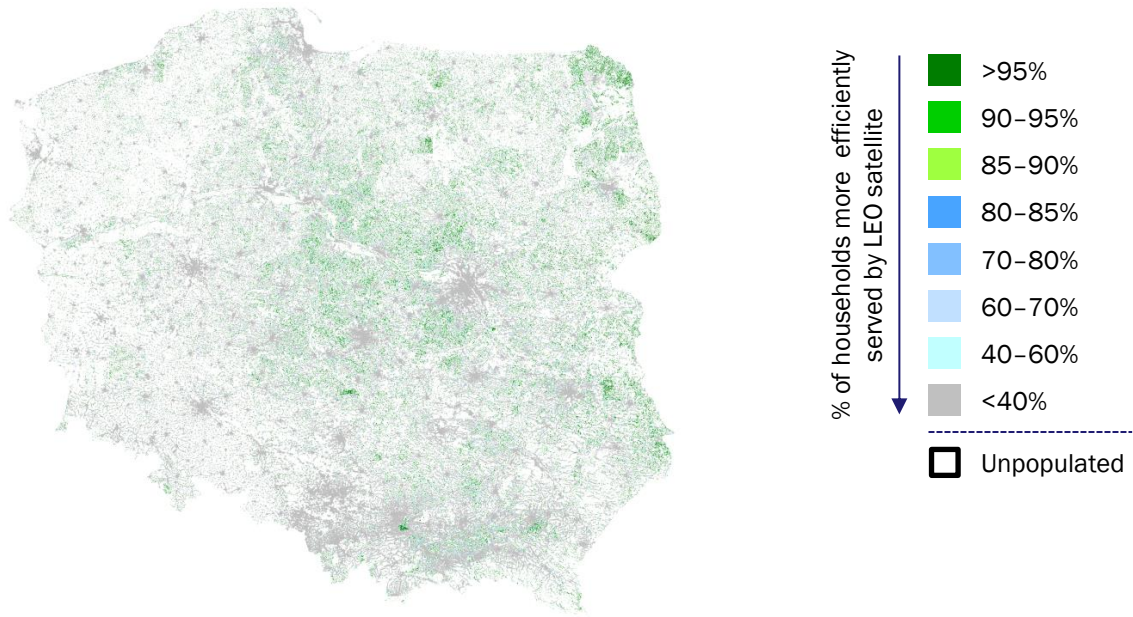 % of households more efficiently
served by LEO satellite
>95%
90–95%
85–90%
80–85%
70–80%
60–70%
40–60%
<40%
Unpopulated